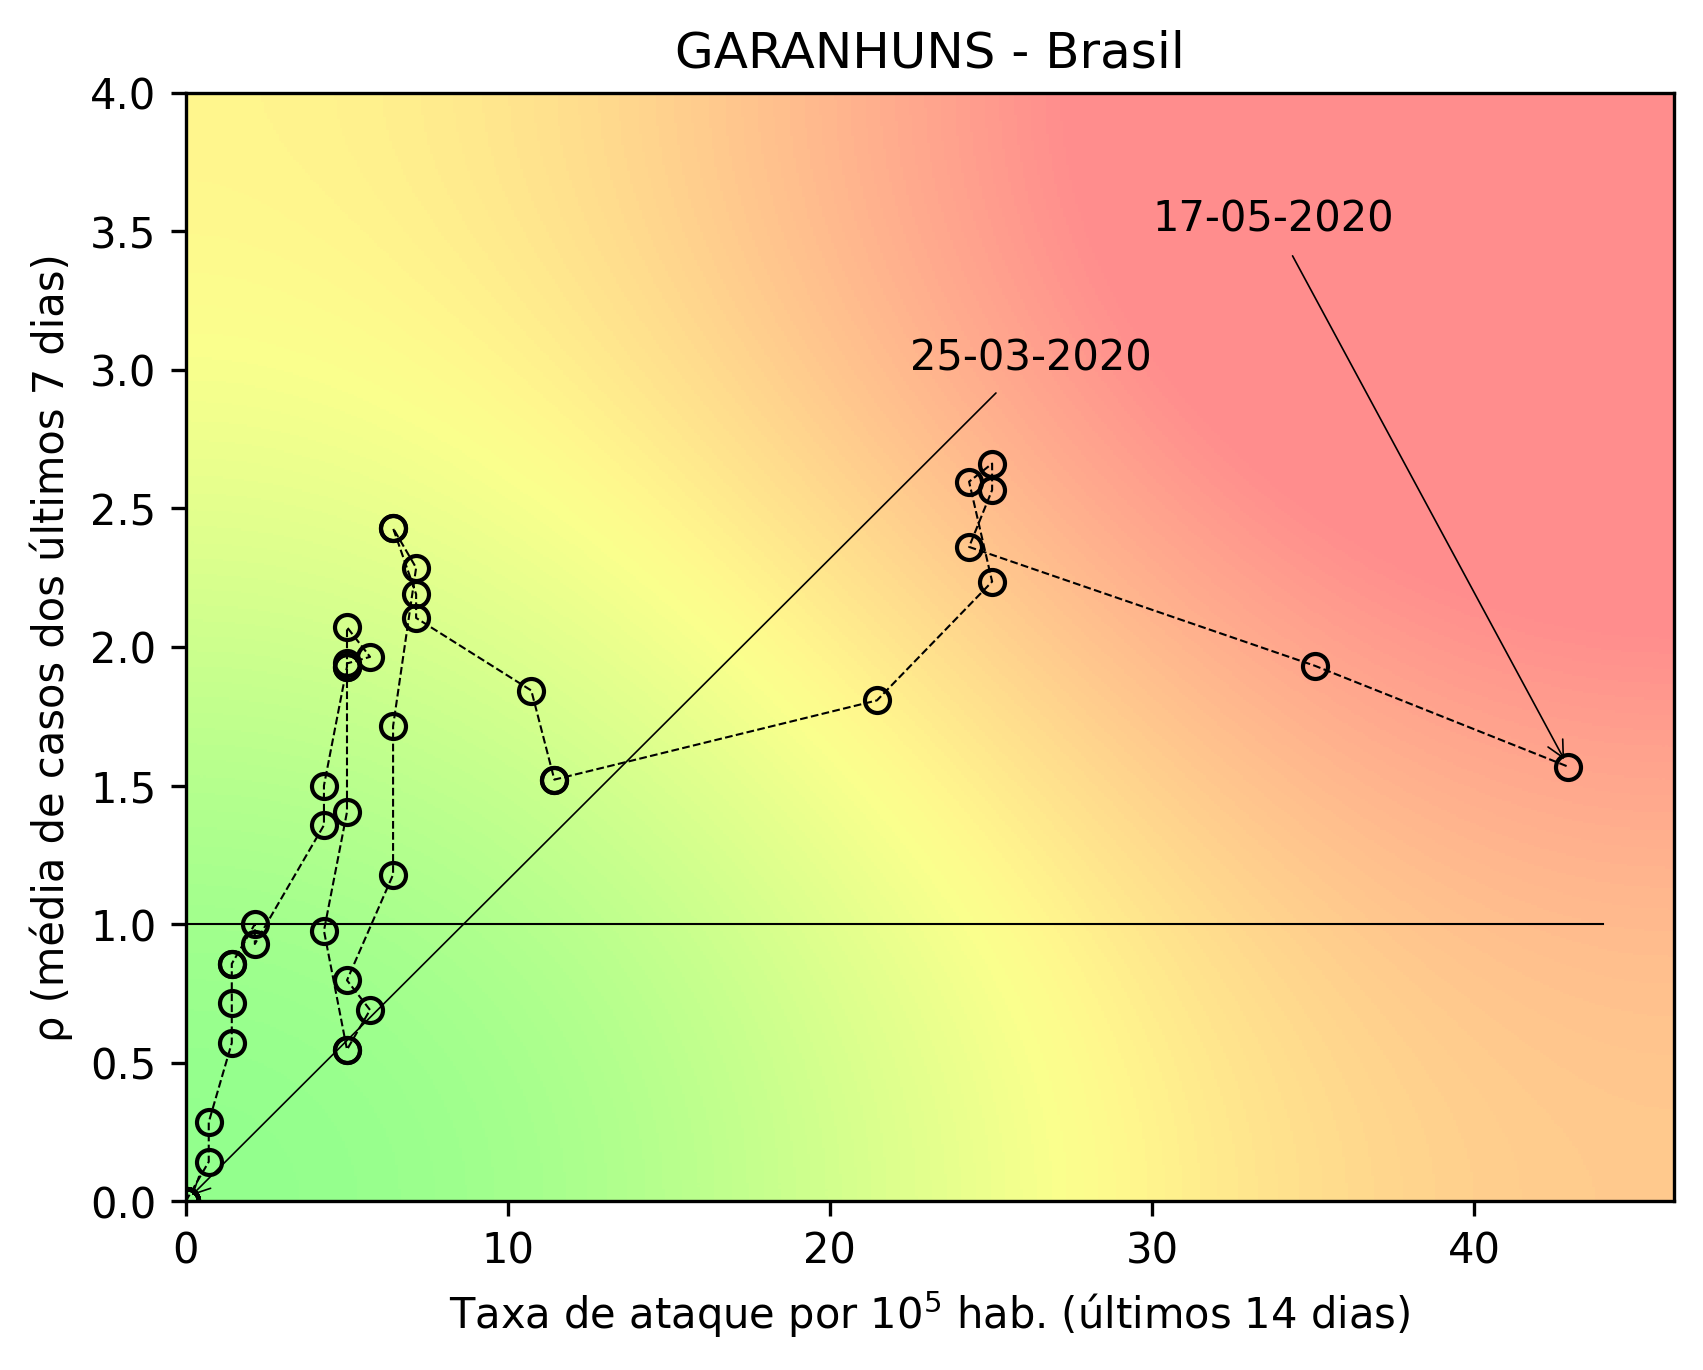 GARANHUNS - Brasil
4.0
3.5
3.0
2.5
2.0
1.5
1.0
0.5
0.0
ρ (média de casos dos últimos 7 dias)
17-05-2020
25-03-2020
0 10 20 30 40
Taxa de ataque por 10⁵ hab. (últimos 14 dias)